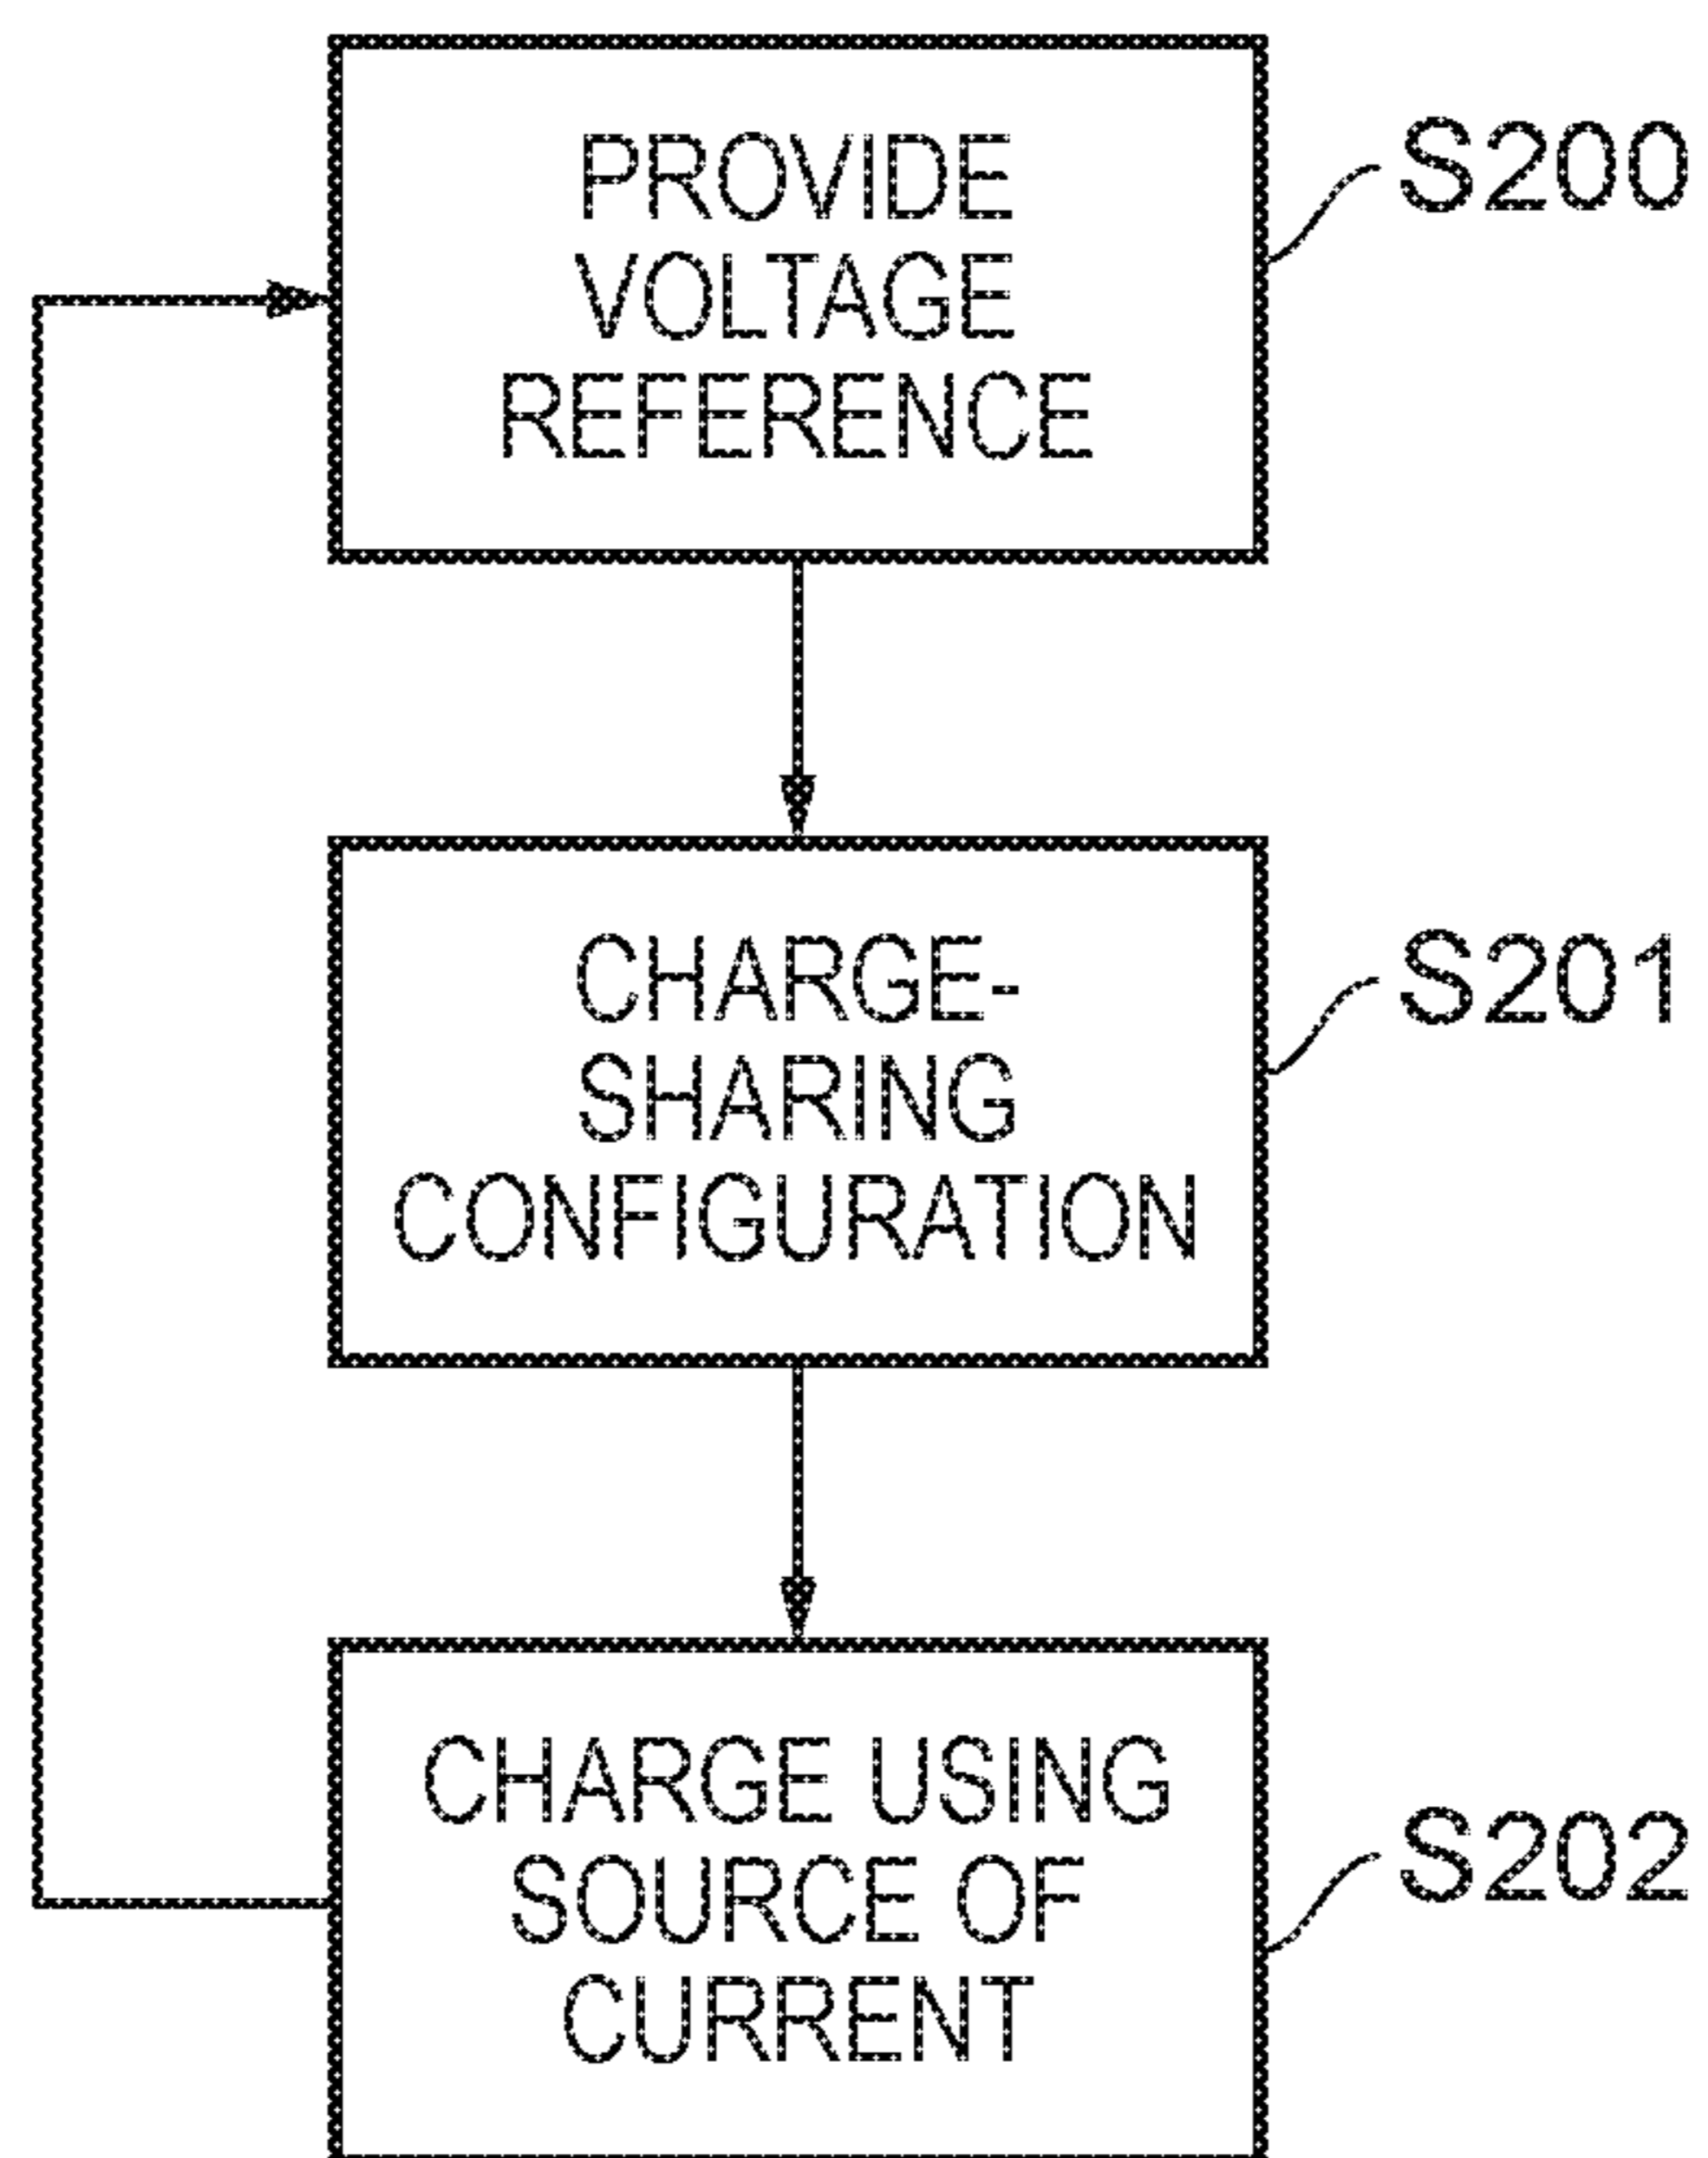 PROVIDE
VOLTAGE
REFERENCE
S200
CHARGE-
SHARING
CONFIGURATION
S201
CHARGE USING
SOURCE OF
CURRENT
S202